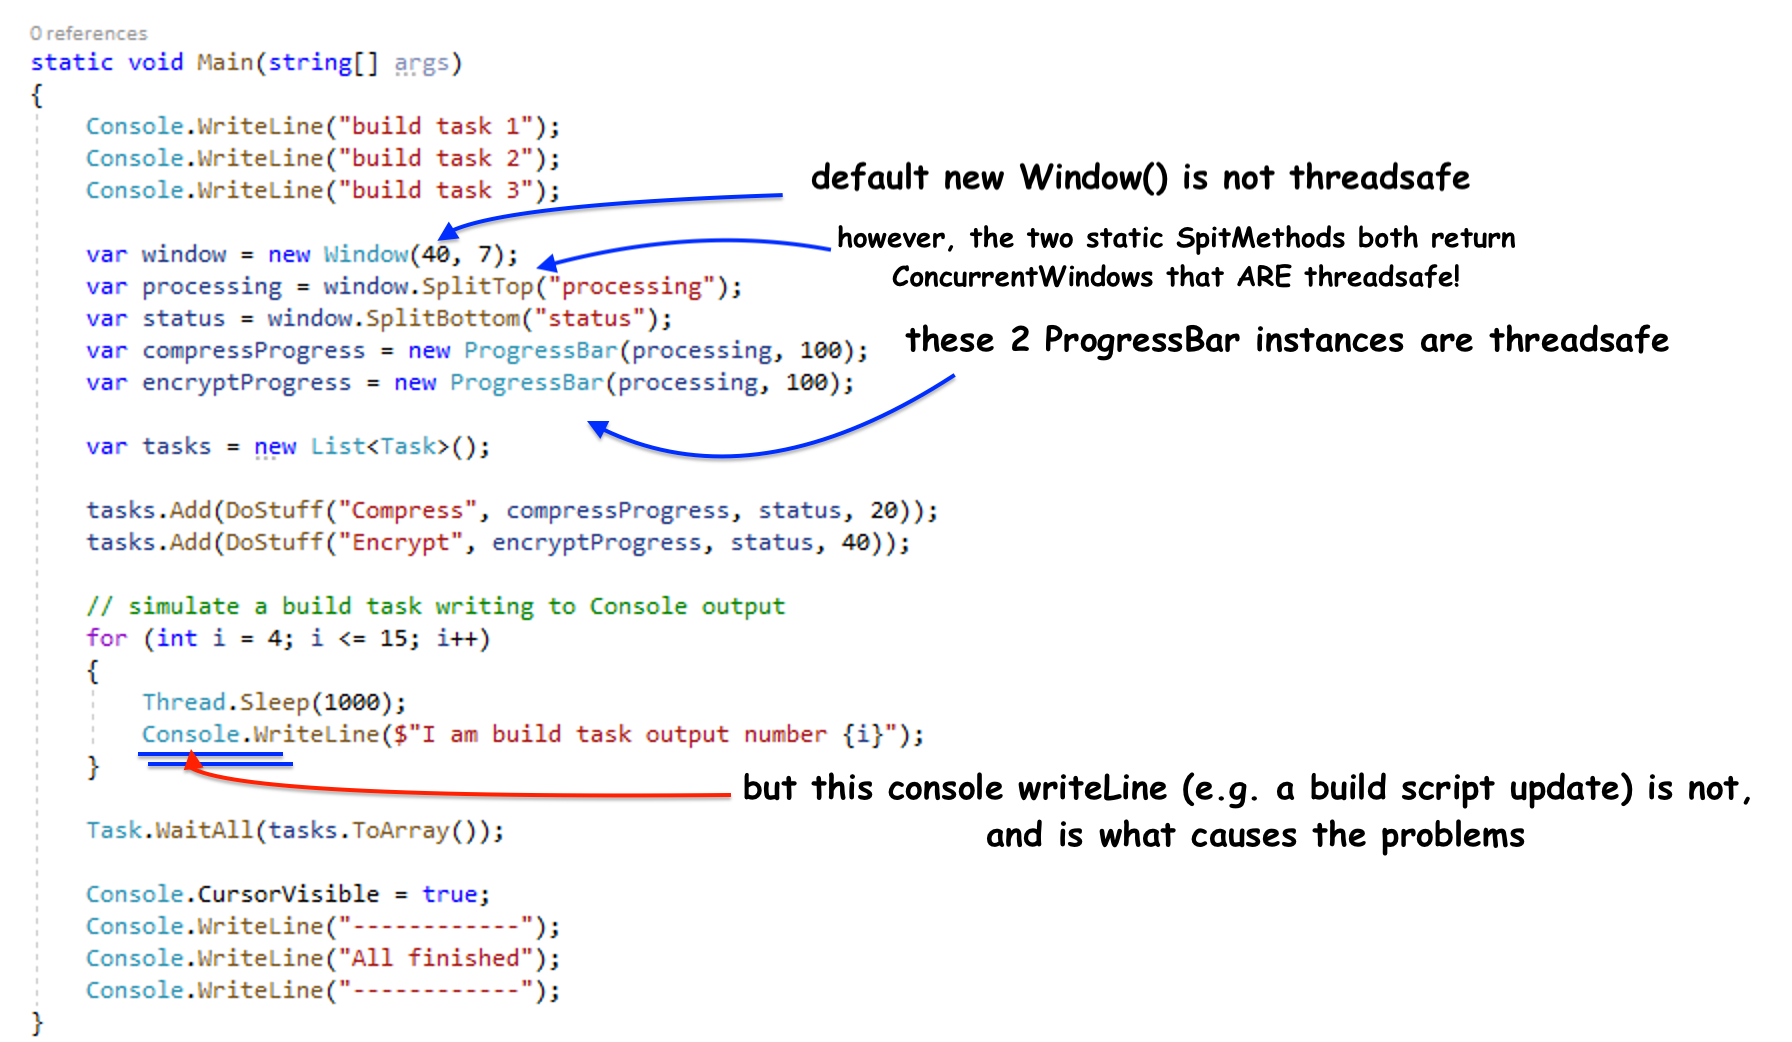 0 references
static void Main(string[] args)
{
Console.WriteLine("build task 1");
Console.WriteLine("build task 2");
Console.WriteLine("build task 3");
default new Window() is not threadsafe
however, the two static SpitMethods both return
ConcurrentWindows that ARE threadsafe!
var window = new Window(40, 7);
var processing = window.SplitTop("processing");
var status = window.SplitBottom("status");
var compressProgress = new ProgressBar(processing, 100);
var encryptProgress = new ProgressBar(processing, 100);
these 2 ProgressBar instances are threadsafe
var tasks = new List<Task>();
tasks.Add(DoStuff("Compress", compressProgress, status, 20));
tasks.Add(DoStuff("Encrypt", encryptProgress, status, 40));
// simulate a build task writing to Console output
for (int i = 4; i <= 15; i++)
{
Thread.Sleep(1000);
Console.WriteLine($"I am build task output number {i}");
}
but this console writeLine (e.g. a build script update) is not,
and is what causes the problems
Task.WaitAll(tasks.ToArray());
Console.CursorVisible = true;
Console.WriteLine("------------");
Console.WriteLine("All finished");
Console.WriteLine("------------");
}